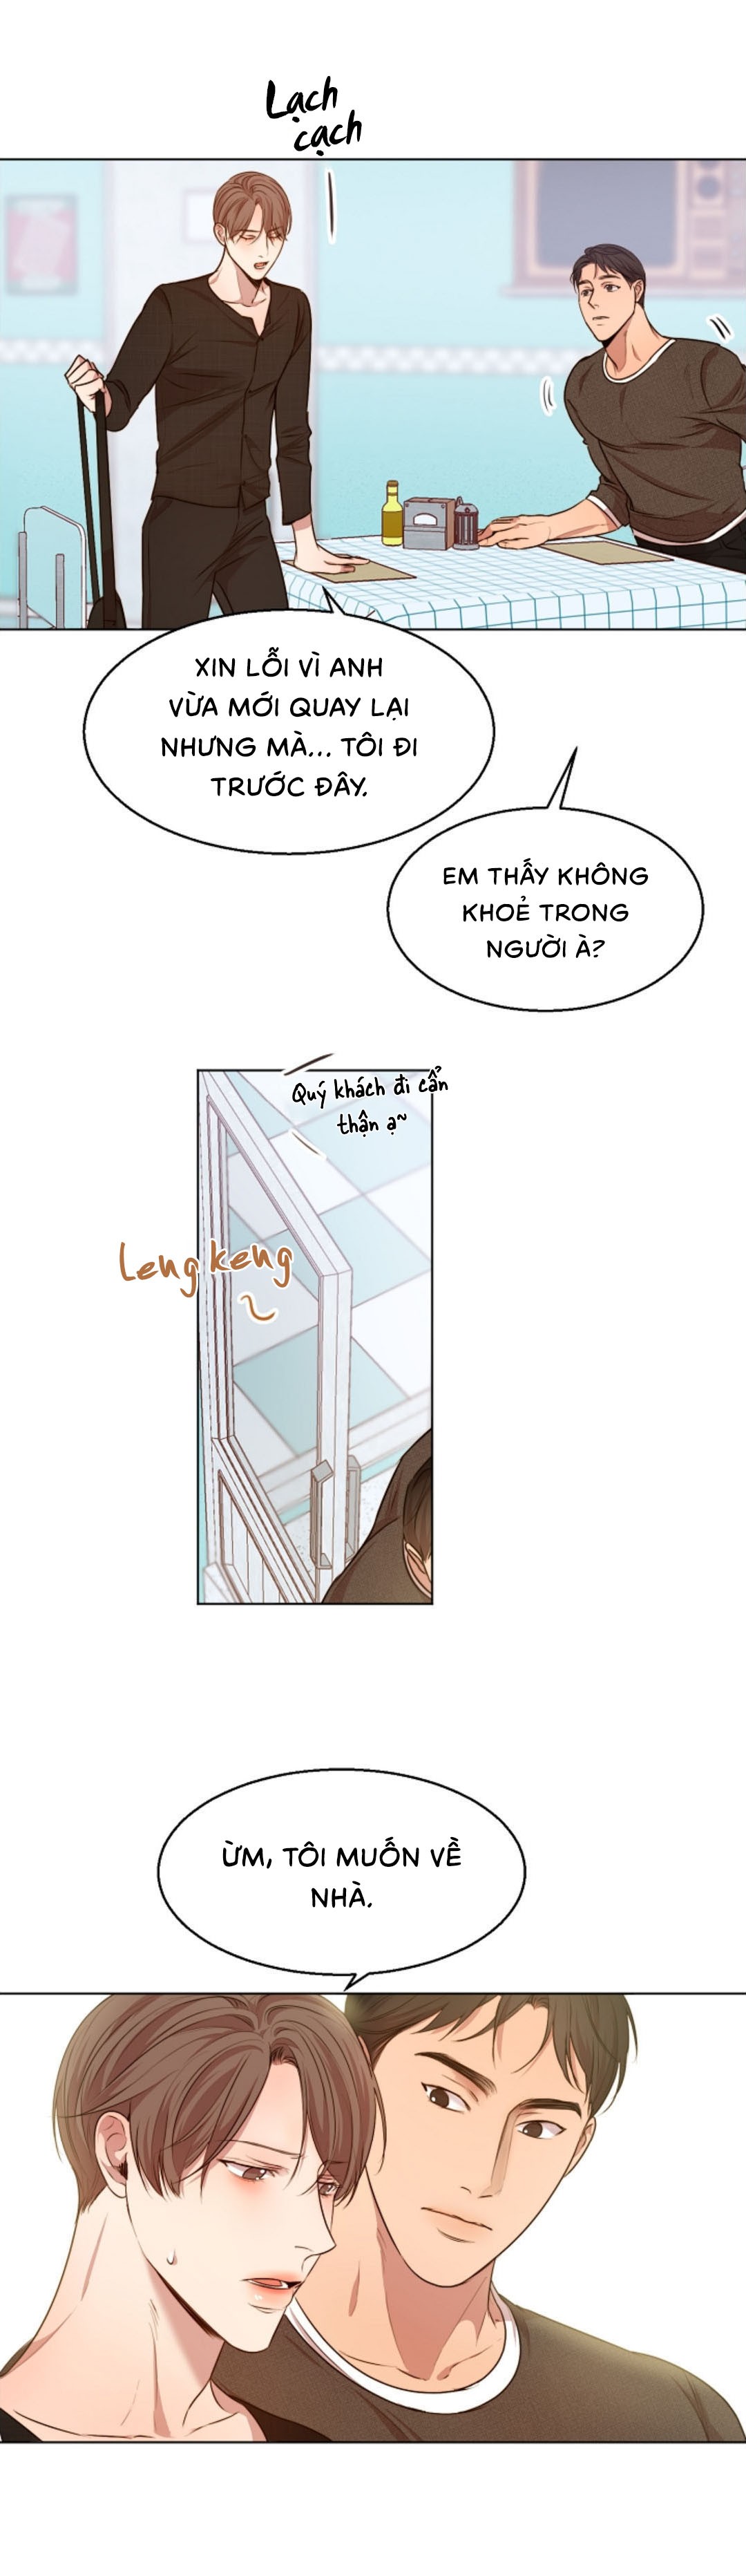 Lạch
cạch
XIN LỖI VÌ ANH
VỪA MỚI QUAY LẠI
NHƯNG MÀ... TÔI ĐI
TRƯỚC ĐÂY.
EM THẤY KHÔNG
KHOẺ TRONG
NGƯỜI À?
Quý khách đi cẩn
thận ạ~
Leng keng
~
ỪM, TÔI MUỐN VỀ
NHÀ.